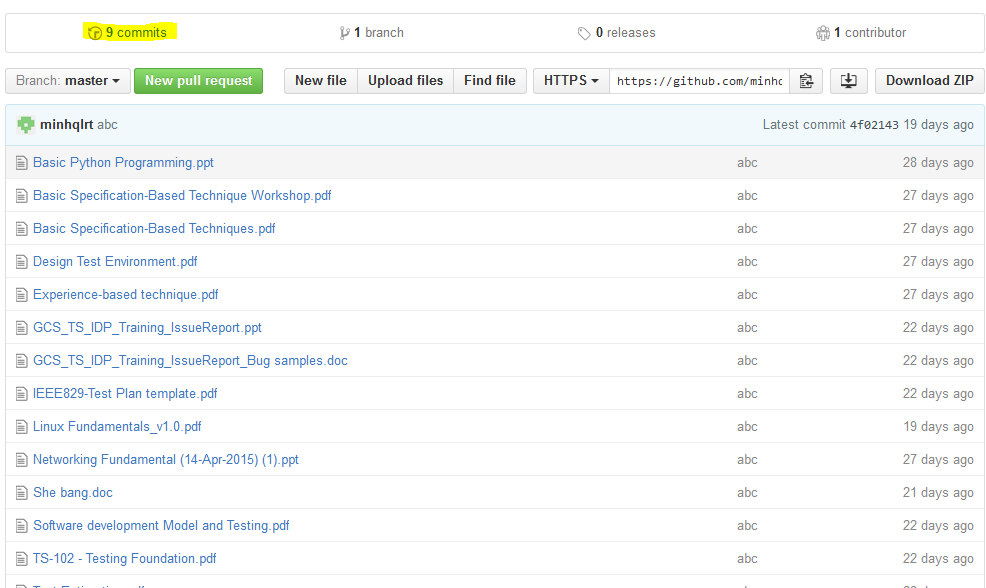 9 commits 1 branch 0 releases 1 contributor
Branch: master New pull request New file Upload files Find file HTTPS https://github.com/minh Download ZIP
minhqlrt abc Latest commit 4f02143 19 days ago
Basic Python Programming.ppt abc 28 days ago
Basic Specification-Based Technique Workshop.pdf abc 27 days ago
Basic Specification-Based Techniques.pdf abc 27 days ago
Design Test Environment.pdf abc 27 days ago
Experience-based technique.pdf abc 27 days ago
GCS_TS_IDP_Training_IssueReport.ppt abc 22 days ago
GCS_TS_IDP_Training_IssueReport_Bug samples.doc abc 22 days ago
IEEE829-Test Plan template.pdf abc 22 days ago
Linux Fundamentals_v1.0.pdf abc 19 days ago
Networking Fundamental (14-Apr-2015) (1).ppt abc 27 days ago
She bang.doc abc 21 days ago
Software development Model and Testing.pdf abc 22 days ago
TS-102 - Testing Foundation.pdf abc 22 days ago